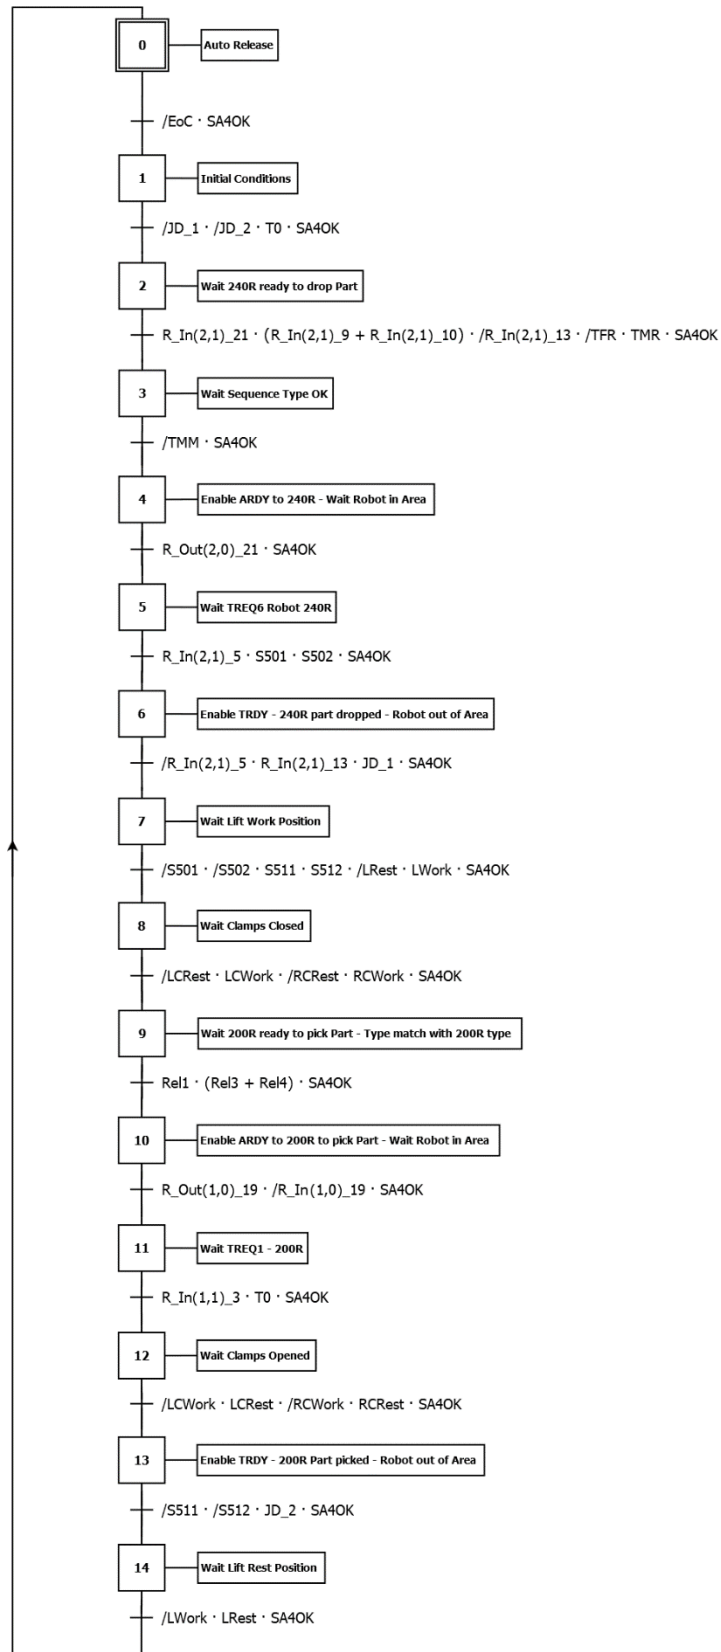 0 Auto Release
/EoC · SA4OK
1 Initial Conditions
/JD_1 · /JD_2 · T0 · SA4OK
2 Wait 240R ready to drop Part
R_In(2,1)_21 · (R_In(2,1)_9 + R_In(2,1)_10) · /R_In(2,1)_13 · /TFR · TMR · SA4OK
3 Wait Sequence Type OK
/TMM · SA4OK
4 Enable ARDY to 240R - Wait Robot in Area
R_Out(2,0)_21 · SA4OK
5 Wait TREQ6 Robot 240R
R_In(2,1)_5 · S501 · S502 · SA4OK
6 Enable TRDY - 240R part dropped - Robot out of Area
/R_In(2,1)_5 · R_In(2,1)_13 · JD_1 · SA4OK
7 Wait Lift Work Position
/S501 · /S502 · S511 · S512 · /LRest · LWork · SA4OK
8 Wait Clamps Closed
/LCRest · LCWork · /RCRest · RCWork · SA4OK
9 Wait 200R ready to pick Part - Type match with 200R type
Rel1 · (Rel3 + Rel4) · SA4OK
10 Enable ARDY to 200R to pick Part - Wait Robot in Area
R_Out(1,0)_19 · /R_In(1,0)_19 · SA4OK
11 Wait TREQ1 - 200R
R_In(1,1)_3 · T0 · SA4OK
12 Wait Clamps Opened
/LCWork · LCRest · /RCWork · RCRest · SA4OK
13 Enable TRDY - 200R Part picked - Robot out of Area
/S511 · /S512 · JD_2 · SA4OK
14 Wait Lift Rest Position
/LWork · LRest · SA4OK